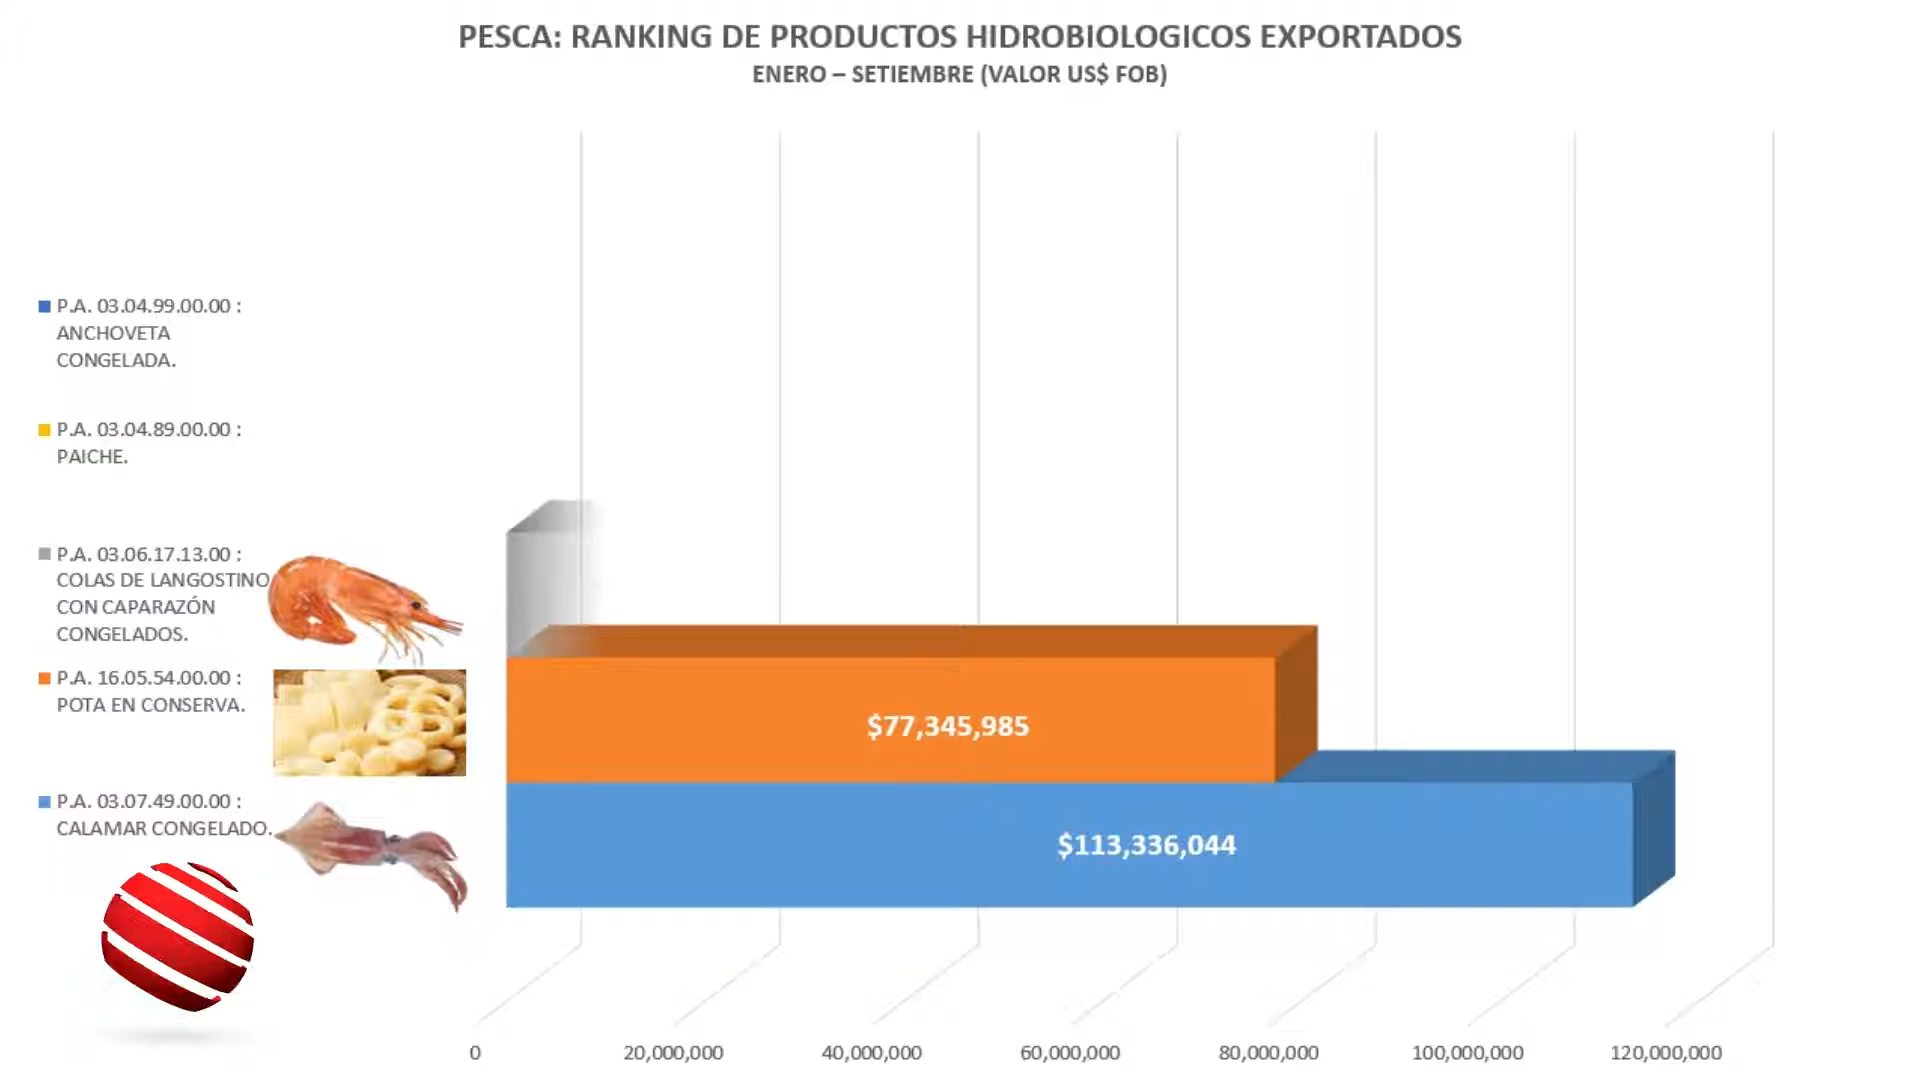 PESCA: RANKING DE PRODUCTOS HIDROBIOLOGICOS EXPORTADOS
ENERO – SETIEMBRE (VALOR US$ FOB)
P.A. 03.04.99.00.00 :
ANCHOVETA
CONGELADA.
P.A. 03.04.89.00.00 :
PAICHE.
P.A. 03.06.17.13.00 :
COLAS DE LANGOSTINO
CON CAPARAZÓN
CONGELADOS.
P.A. 16.05.54.00.00 :
POTA EN CONSERVA.
$77,345,985
P.A. 03.07.49.00.00 :
CALAMAR CONGELADO.
$113,336,044
0 20,000,000 40,000,000 60,000,000 80,000,000 100,000,000 120,000,000